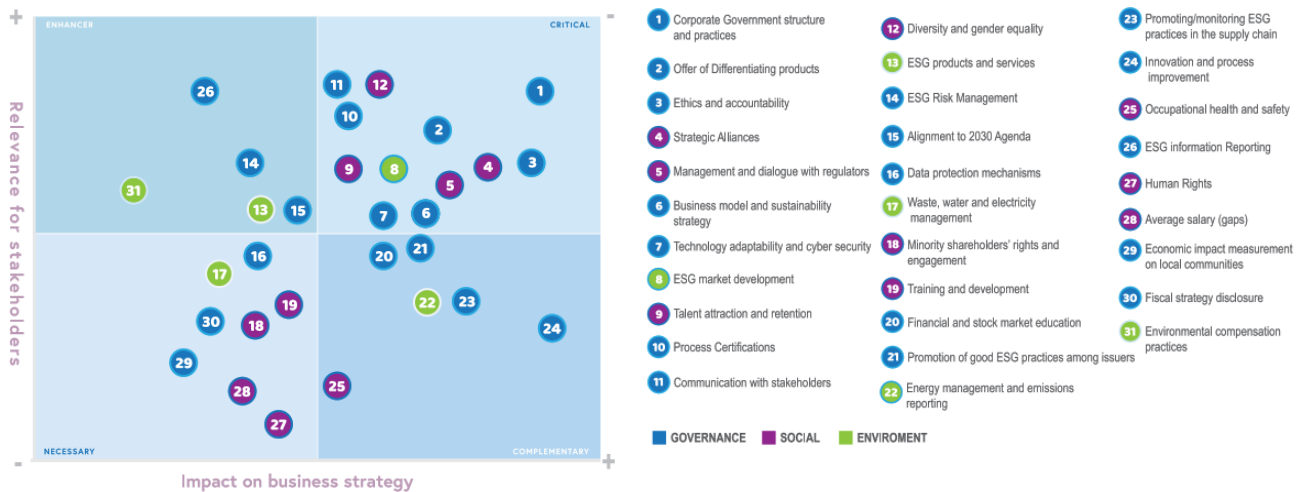 +
-
ENHANCER
CRITICAL
Relevance for stakeholders
26
11
12
1
10
2
14
9
8
4
3
5
31
13
15
7
6
16
20
21
17
19
22
23
30
18
24
29
28
25
27
NECESSARY
COMPLEMENTARY
-
+
Impact on business strategy
1 Corporate Government structure
and practices
2 Offer of Differentiating products
3 Ethics and accountability
4 Strategic Alliances
5 Management and dialogue with regulators
6 Business model and sustainability
strategy
7 Technology adaptability and cyber security
8 ESG market development
9 Talent attraction and retention
10 Process Certifications
11 Communication with stakeholders
12 Diversity and gender equality
13 ESG products and services
14 ESG Risk Management
15 Alignment to 2030 Agenda
16 Data protection mechanisms
17 Waste, water and electricity
management
18 Minority shareholders' rights and
engagement
19 Training and development
20 Financial and stock market education
21 Promotion of good ESG practices among issuers
22 Energy management and emissions
reporting
23 Promoting/monitoring ESG
practices in the supply chain
24 Innovation and process
improvement
25 Occupational health and safety
26 ESG information Reporting
27 Human Rights
28 Average salary (gaps)
29 Economic impact measurement
on local communities
30 Fiscal strategy disclosure
31 Environmental compensation
practices
GOVERNANCE
SOCIAL
ENVIROMENT